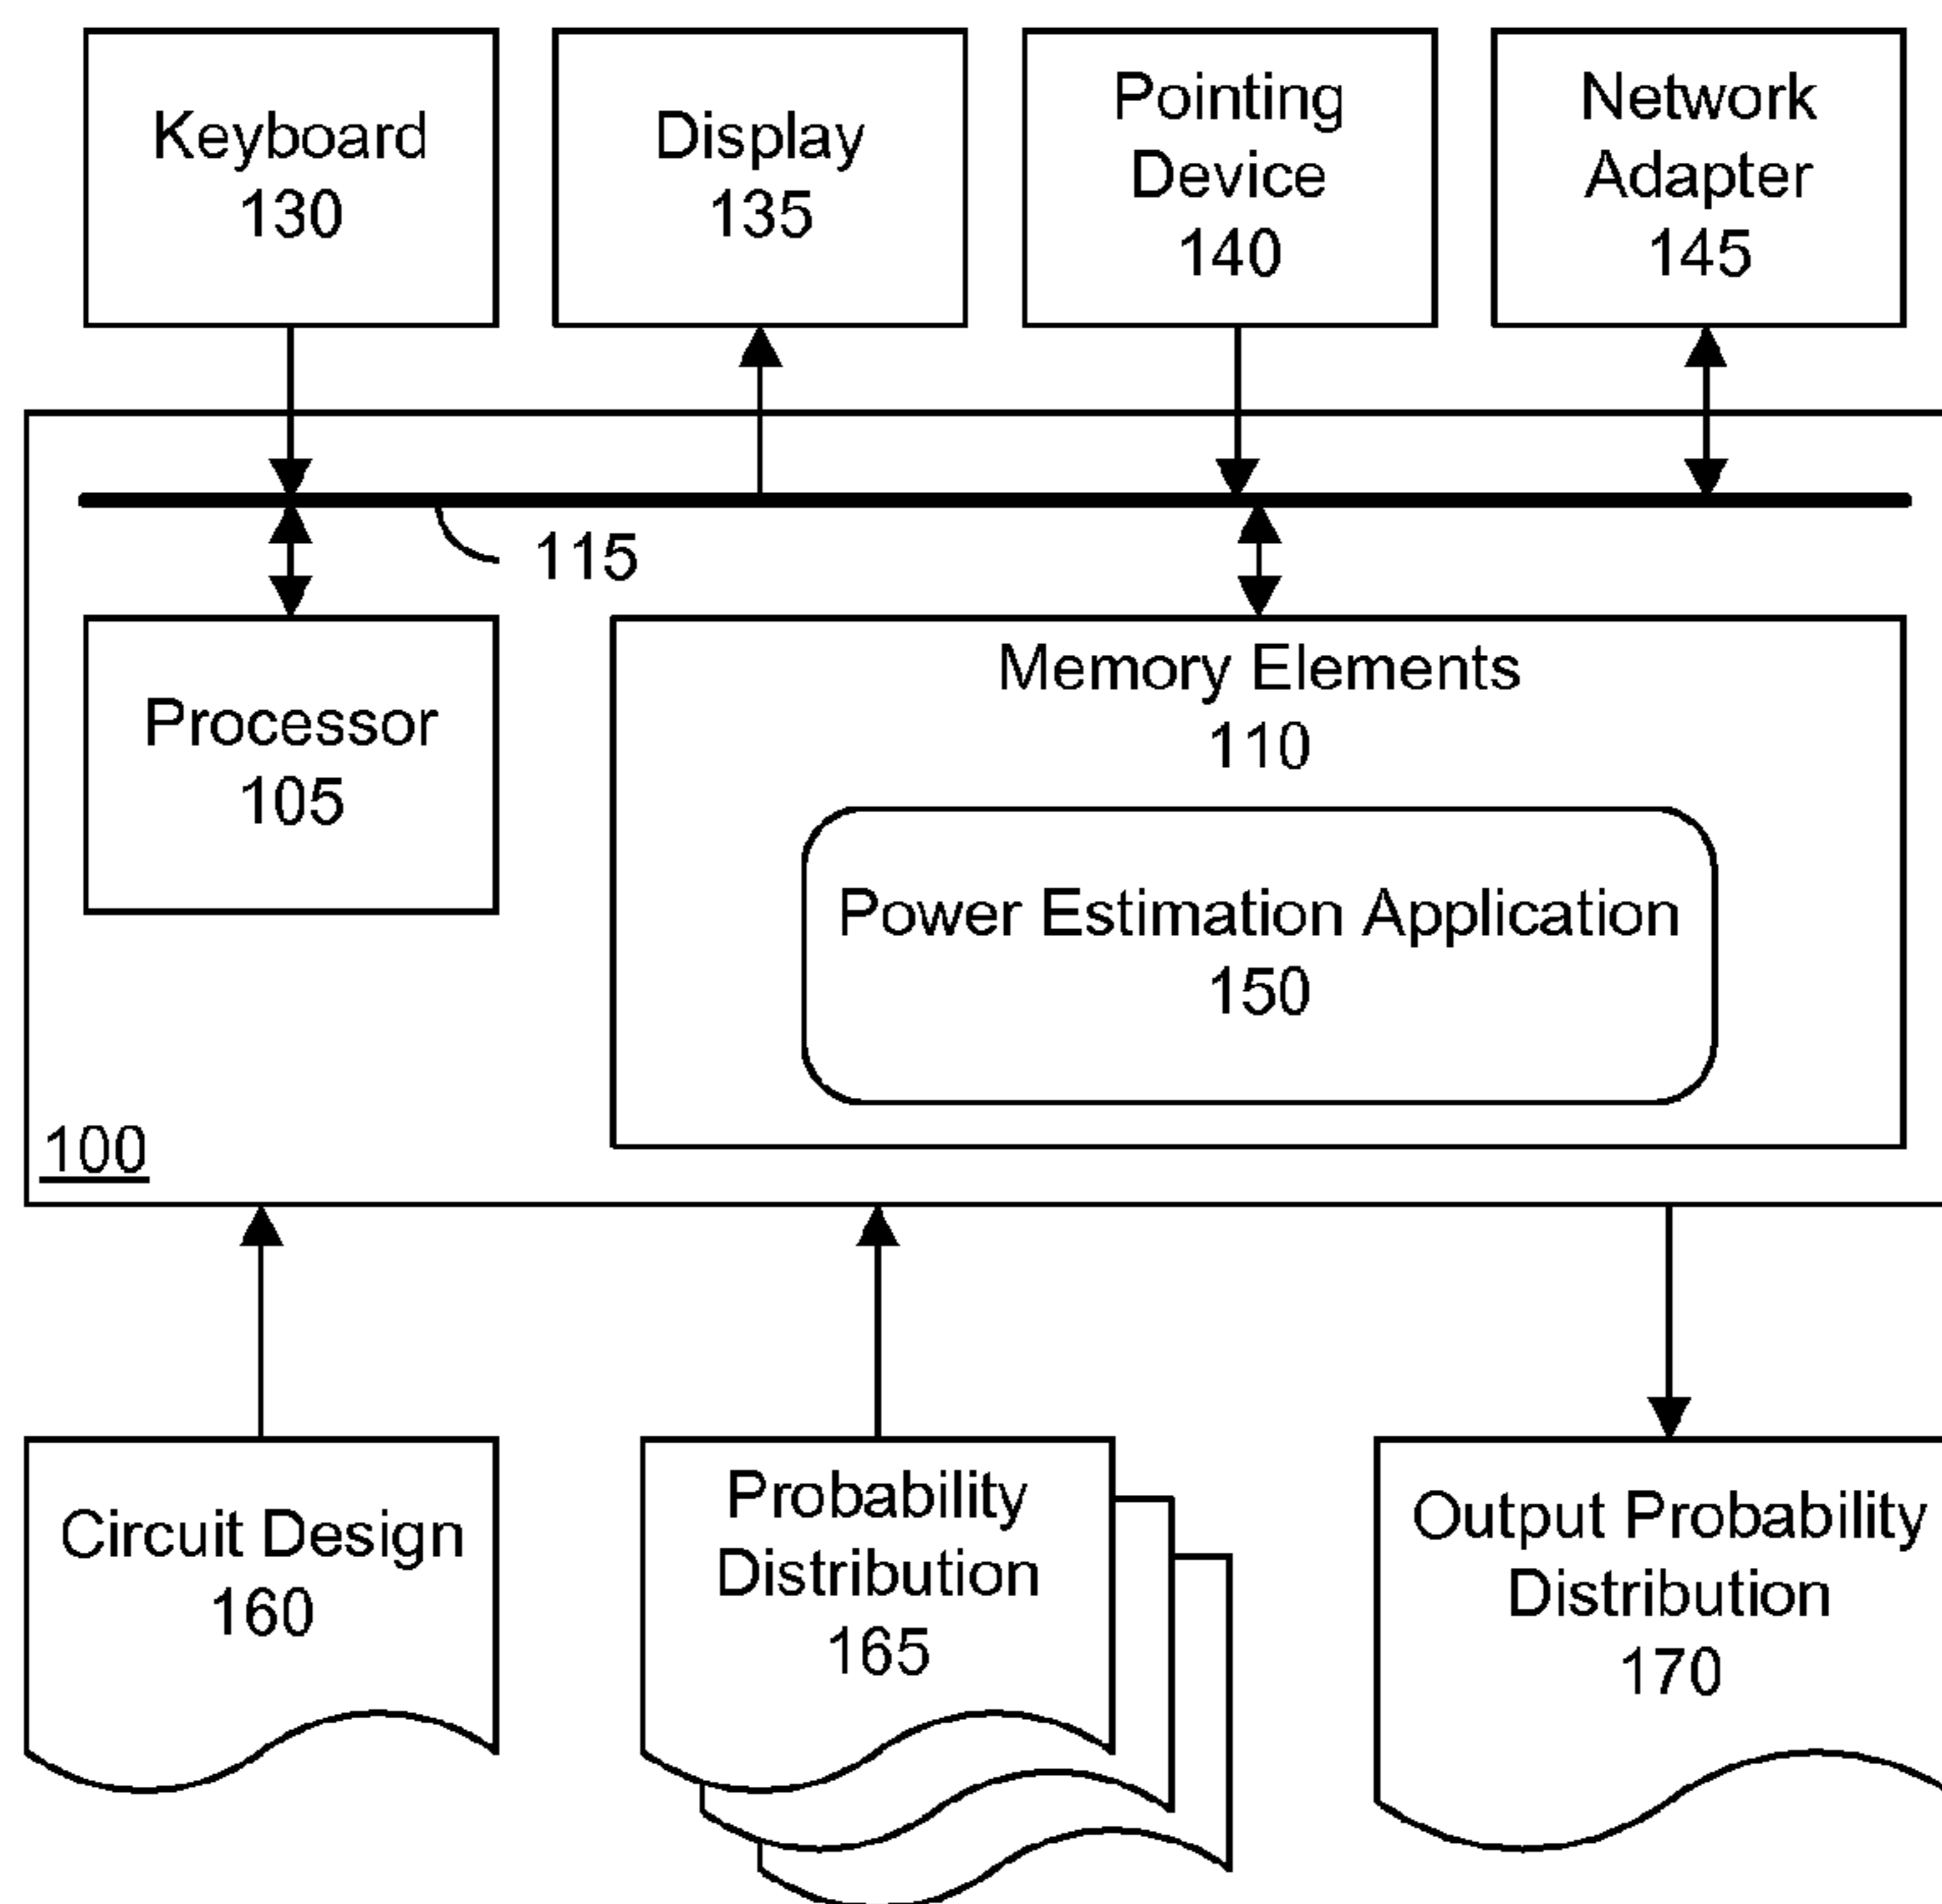 Keyboard
130
Display
135
Pointing
Device
140
Network
Adapter
145
115
Processor
105
Memory Elements
110
Power Estimation Application
150
100
Circuit Design
160
Probability
Distribution
165
Output Probability
Distribution
170